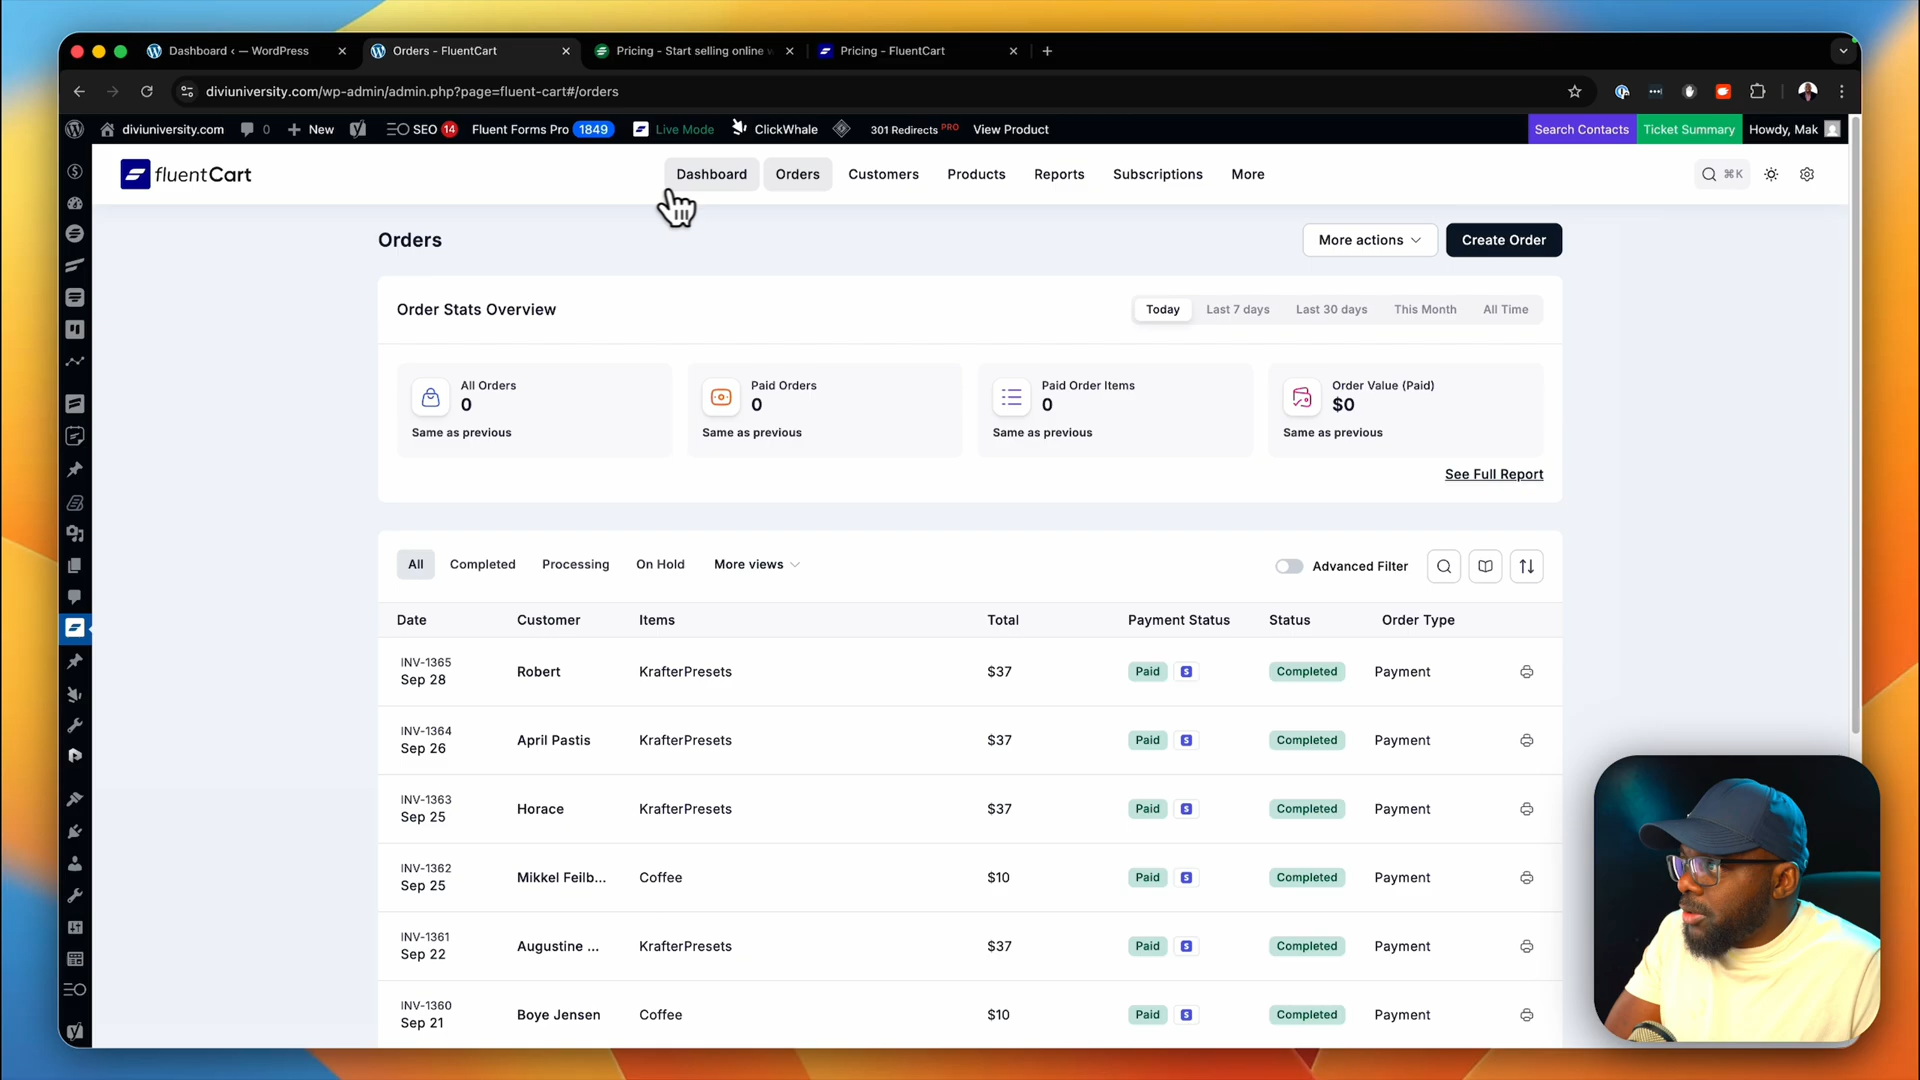 Dashboard ‹ — WordPress
Orders - FluentCart
Pricing - Start selling online w
Pricing - FluentCart
diviuniversity.com/wp-admin/admin.php?page=fluent-cart#/orders
diviuniversity.com 0 New SEO 14 Fluent Forms Pro 1849 Live Mode ClickWhale 301 Redirects PRO View Product Search Contacts Ticket Summary Howdy, Mak
fluentCart Dashboard Orders Customers Products Reports Subscriptions More ⌘K
Orders More actions Create Order
Order Stats Overview Today Last 7 days Last 30 days This Month All Time
All Orders
0
Same as previous
Paid Orders
0
Same as previous
Paid Order Items
0
Same as previous
Order Value (Paid)
$0
Same as previous
See Full Report
All Completed Processing On Hold More views Advanced Filter
Date Customer Items Total Payment Status Status Order Type
INV-1365
Sep 28 Robert KrafterPresets $37 Paid S Completed Payment
INV-1364
Sep 26 April Pastis KrafterPresets $37 Paid S Completed Payment
INV-1363
Sep 25 Horace KrafterPresets $37 Paid S Completed Payment
INV-1362
Sep 25 Mikkel Feilb... Coffee $10 Paid S Completed Payment
INV-1361
Sep 22 Augustine ... KrafterPresets $37 Paid S Completed Payment
INV-1360
Sep 21 Boye Jensen Coffee $10 Paid S Completed Payment